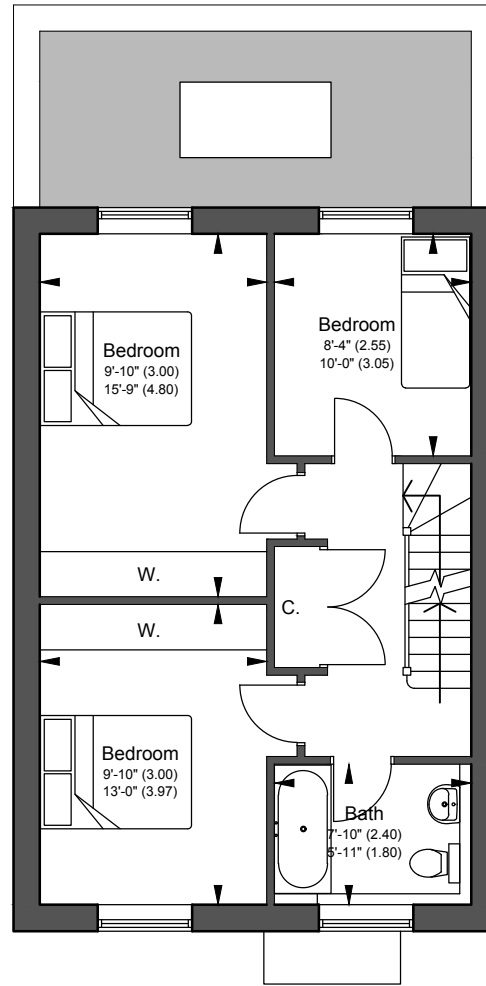 Bedroom
9'-10" (3.00)
15'-9" (4.80)
Bedroom
8'-4" (2.55)
10'-0" (3.05)
W.
W.
C.
Bedroom
9'-10" (3.00)
13'-0" (3.97)
Bath
7'-10" (2.40)
5'-11" (1.80)